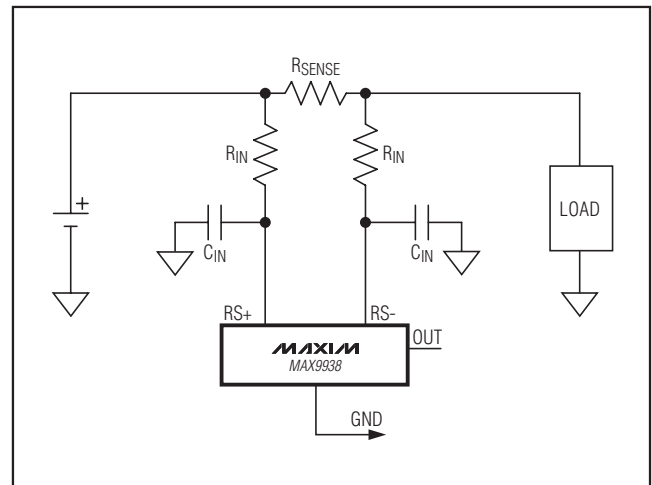 RSENSE
RIN
RIN
+
LOAD
CIN
CIN
RS+
RS-
MAXIM
OUT
MAX9938
GND